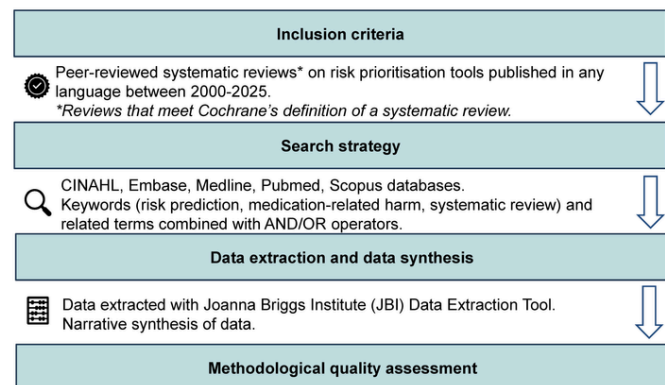 Inclusion criteria
Peer-reviewed systematic reviews* on risk prioritisation tools published in any
language between 2000-2025.
*Reviews that meet Cochrane's definition of a systematic review.
Search strategy
CINAHL, Embase, Medline, Pubmed, Scopus databases.
Keywords (risk prediction, medication-related harm, systematic review) and
related terms combined with AND/OR operators.
Data extraction and data synthesis
Data extracted with Joanna Briggs Institute (JBI) Data Extraction Tool.
Narrative synthesis of data.
Methodological quality assessment